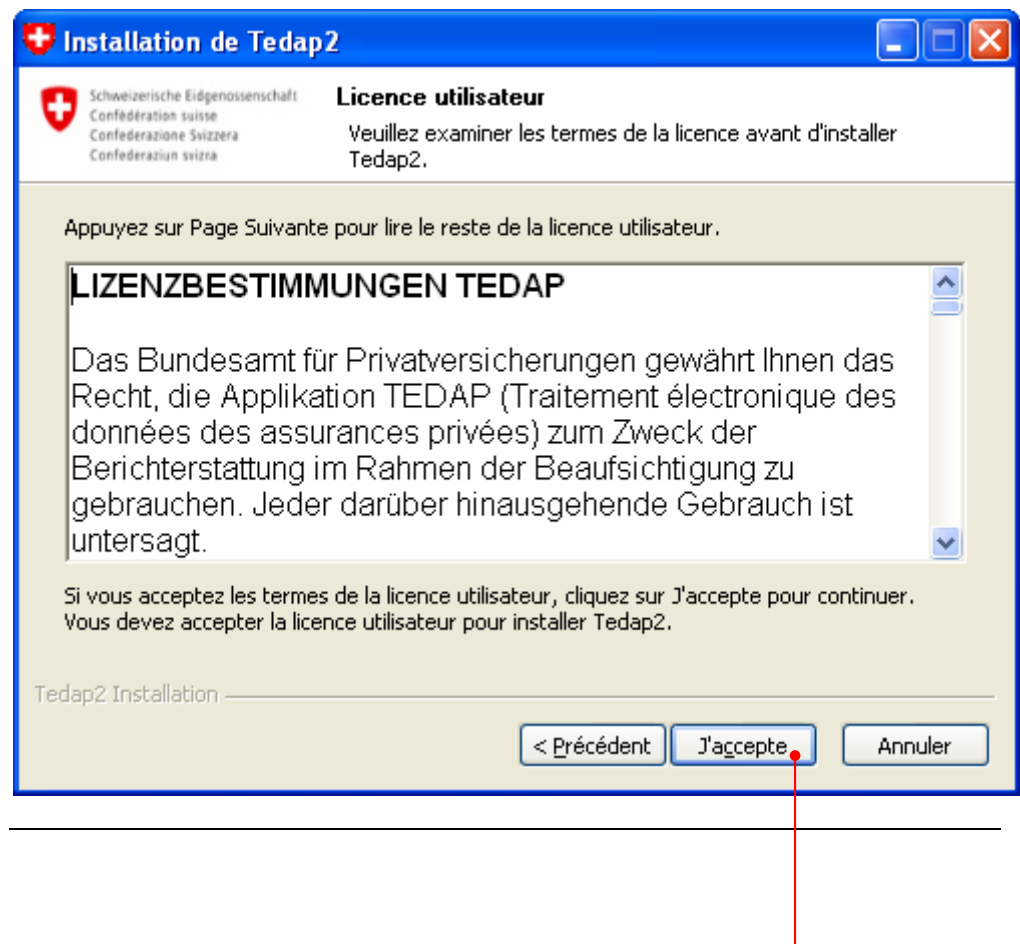 Installation de Tedap2
Schweizerische Eidgenossenschaft
Confédération suisse
Confederazione Svizzera
Confederaziun svizra
Licence utilisateur
Veuillez examiner les termes de la licence avant d'installer
Tedap2.
Appuyez sur Page Suivante pour lire le reste de la licence utilisateur.
LIZENZBESTIMMUNGEN TEDAP
Das Bundesamt für Privatversicherungen gewährt Ihnen das
Recht, die Applikation TEDAP (Traitement électronique des
données des assurances privées) zum Zweck der
Berichterstattung im Rahmen der Beaufsichtigung zu
gebrauchen. Jeder darüber hinausgehende Gebrauch ist
untersagt.
Si vous acceptez les termes de la licence utilisateur, cliquez sur J'accepte pour continuer.
Vous devez accepter la licence utilisateur pour installer Tedap2.
Tedap2 Installation
< Précédent J'accepte Annuler